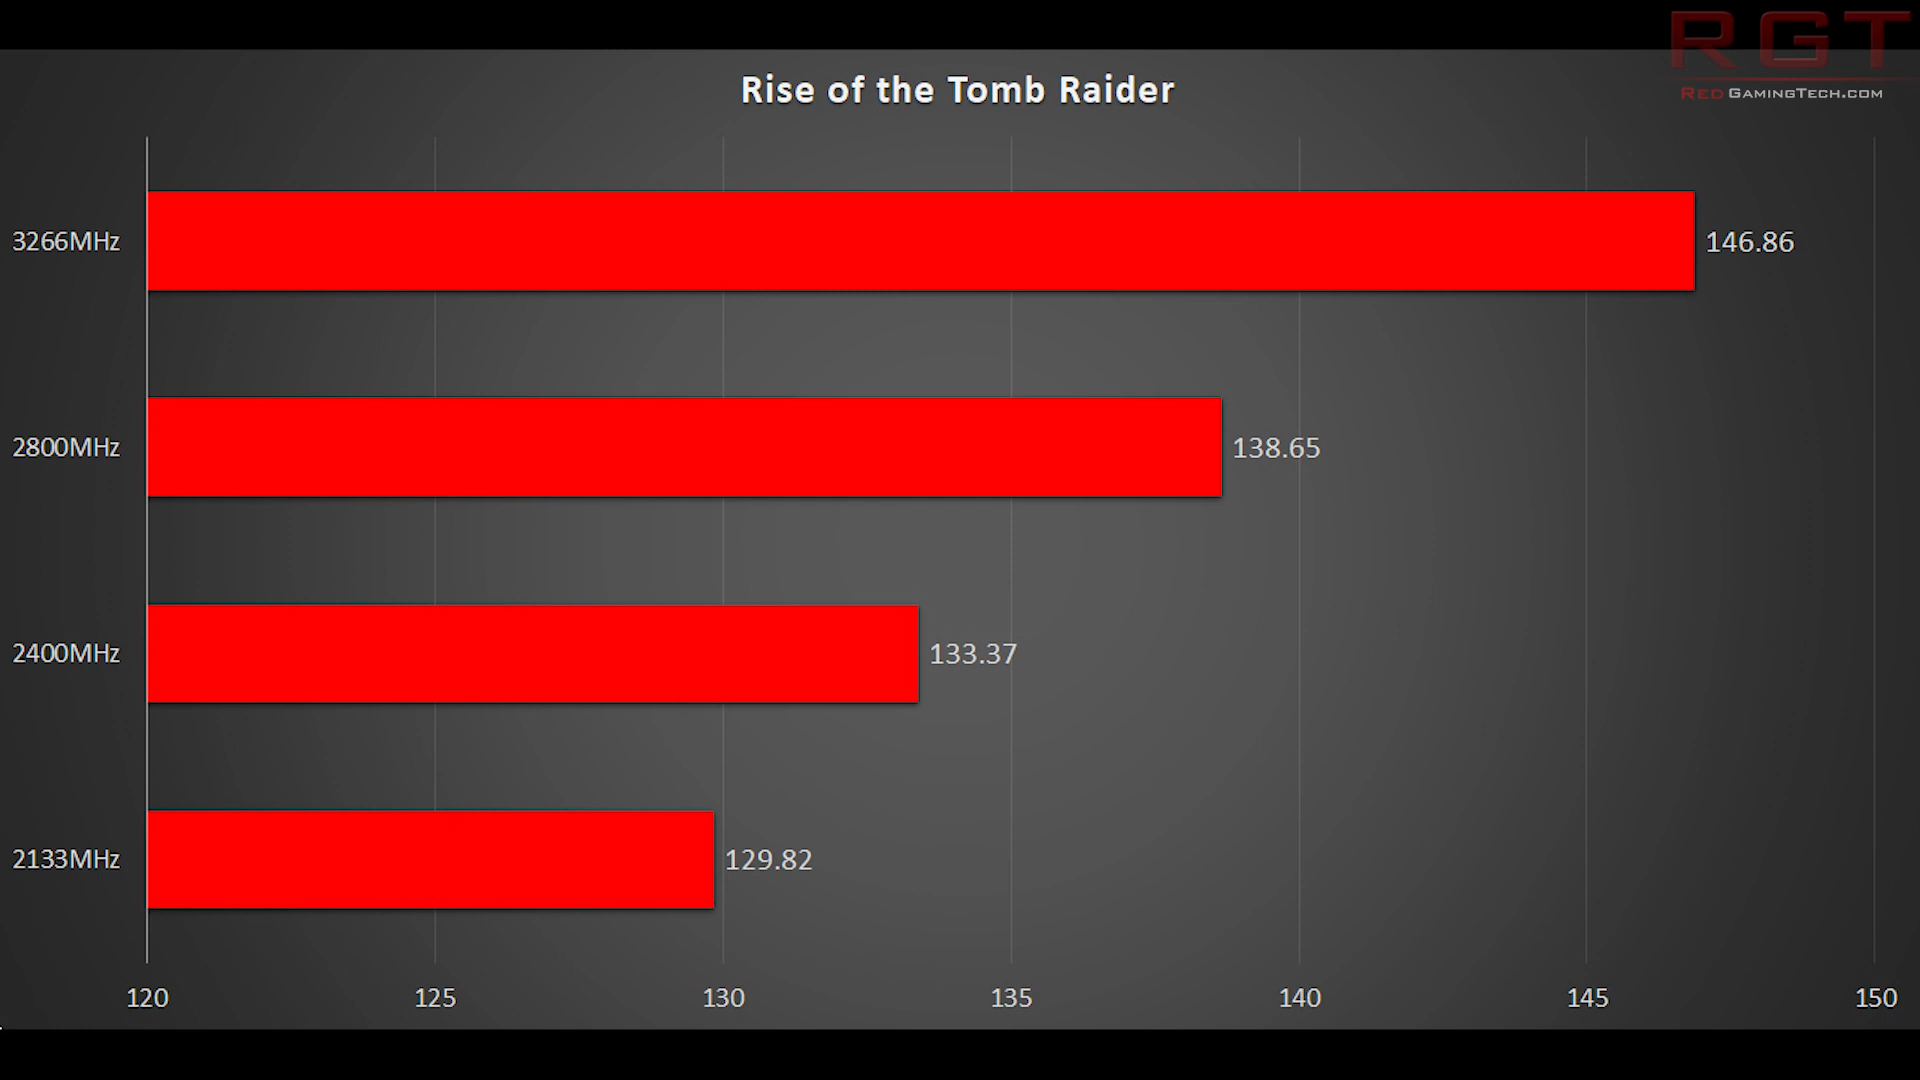 RGT
RED GAMINGTECH.COM
Rise of the Tomb Raider
3266MHz 146.86
2800MHz 138.65
2400MHz 133.37
2133MHz 129.82
120 125 130 135 140 145 150